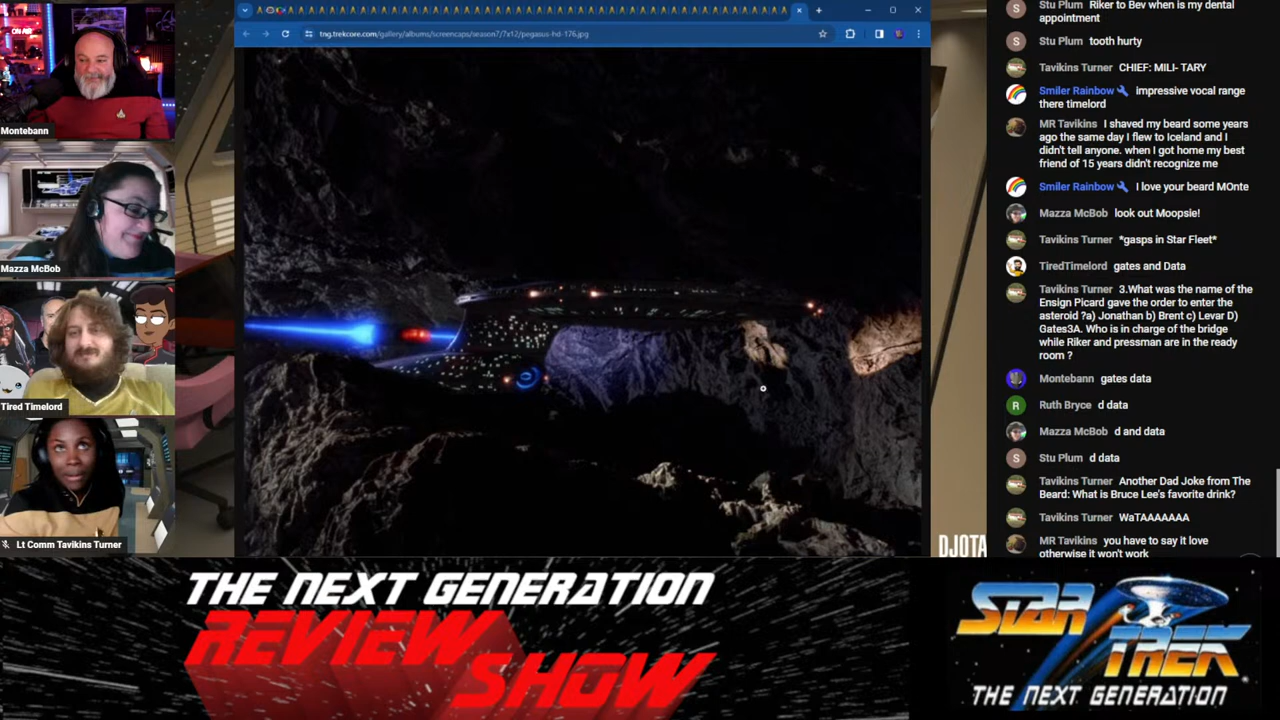 ON AIR
Montebann
Mazza McBob
Tired Timelord
Lt Comm Tavikins Turner
tng.trekcore.com/gallery/albums/screencaps/season7/7x12/pegasus-hd-176.jpg
Stu Plum Riker to Bev when is my dental
appointment
S Stu Plum tooth hurty
Tavikins Turner CHIEF: MILI- TARY
Smiler Rainbow impressive vocal range
there timelord
MR Tavikins I shaved my beard some years
ago the same day I flew to Iceland and I
didn't tell anyone. when I got home my best
friend of 15 years didn't recognize me
Smiler Rainbow I love your beard MOnte
Mazza McBob look out Moopsie!
Tavikins Turner *gasps in Star Fleet*
TiredTimelord gates and Data
Tavikins Turner 3.What was the name of the
Ensign Picard gave the order to enter the
asteroid ?a) Jonathan b) Brent c) Levar D)
Gates3A. Who is in charge of the bridge
while Riker and pressman are in the ready
room ?
Montebann gates data
R Ruth Bryce d data
Mazza McBob d and data
S Stu Plum d data
Tavikins Turner Another Dad Joke from The
Beard: What is Bruce Lee's favorite drink?
Tavikins Turner WaTAAAAAAA
MR Tavikins you have to say it love
otherwise it won't work
DJOTA
THE NEXT GENERATION
REVIEW
SHOW
STAR
TREK
THE NEXT GENERATION